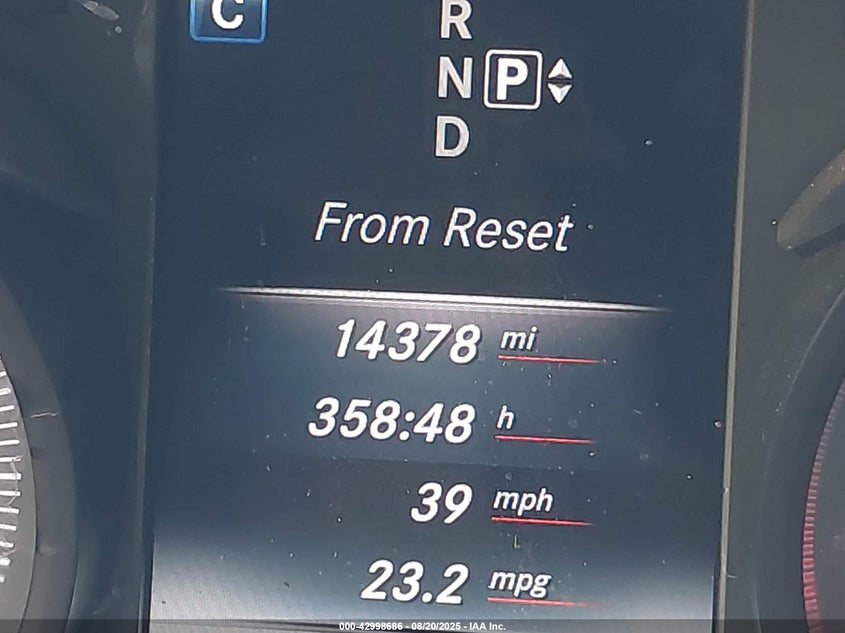 C
R
N P
D
From Reset
14378 mi
358:48 h
39 mph
23.2 mpg
000-42998686 - 08/20/2025 - IAA Inc.